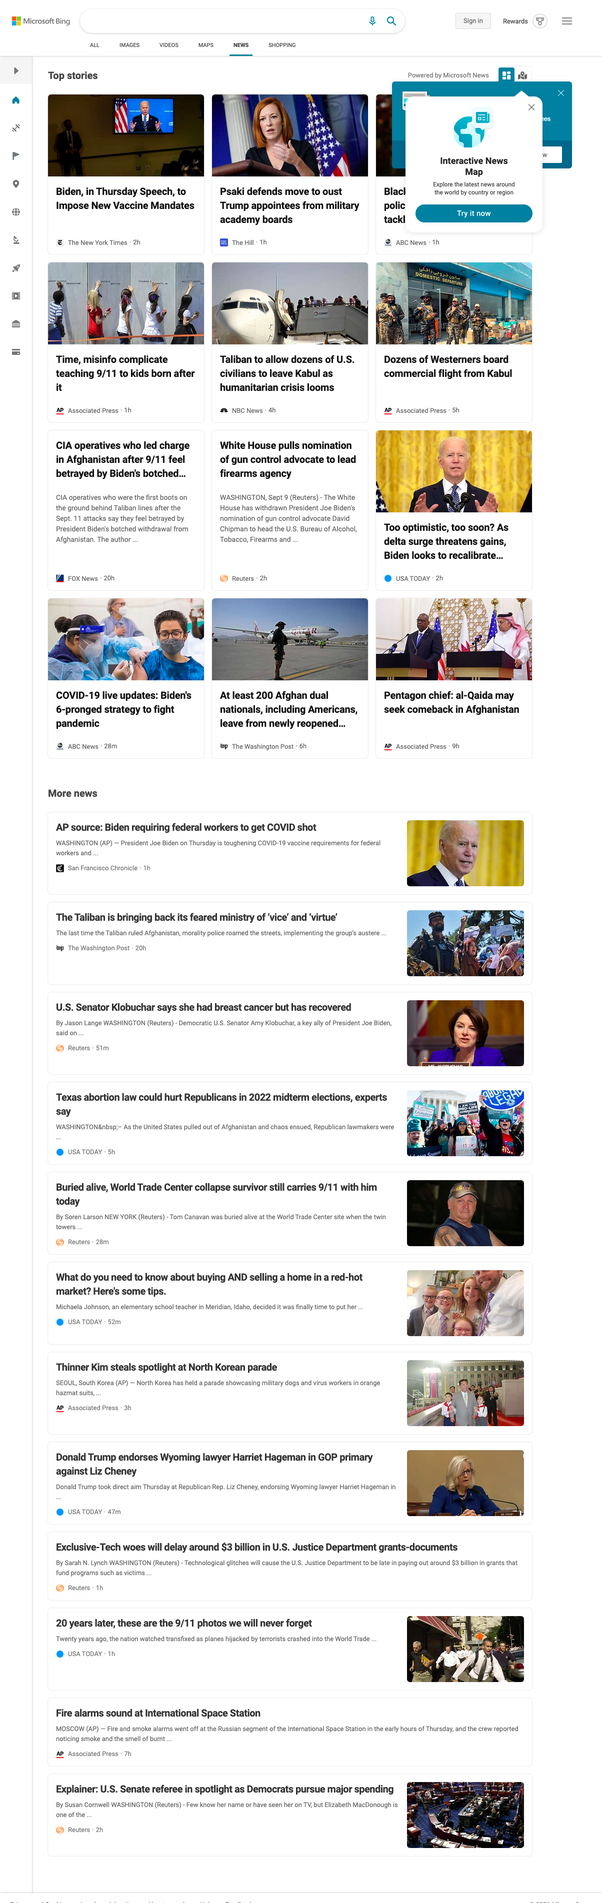 Microsoft Bing
Sign in
Rewards
ALL
IMAGES
VIDEOS
MAPS
NEWS
SHOPPING
Top stories
Powered by Microsoft News
Interactive News
Map
Explore the latest news around
the world by country or region
Try it now
Biden, in Thursday Speech, to
Impose New Vaccine Mandates
The New York Times · 2h
Psaki defends move to oust
Trump appointees from military
academy boards
The Hill · 1h
ABC News · 1h
DOMESTIC DEPARTURE
Time, misinfo complicate
teaching 9/11 to kids born after
it
AP Associated Press · 1h
Taliban to allow dozens of U.S.
civilians to leave Kabul as
humanitarian crisis looms
NBC News · 4h
Dozens of Westerners board
commercial flight from Kabul
AP Associated Press · 5h
CIA operatives who led charge
in Afghanistan after 9/11 feel
betrayed by Biden's botched...
CIA operatives who were the first boots on
the ground behind Taliban lines after the
Sept. 11 attacks say they feel betrayed by
President Biden's botched withdrawal from
Afghanistan. The author ...
FOX News · 20h
White House pulls nomination
of gun control advocate to lead
firearms agency
WASHINGTON, Sept 9 (Reuters) - The White
House has withdrawn President Joe Biden's
nomination of gun control advocate David
Chipman to head the U.S. Bureau of Alcohol,
Tobacco, Firearms and ...
Reuters · 2h
Too optimistic, too soon? As
delta surge threatens gains,
Biden looks to recalibrate...
USA TODAY · 2h
COVID-19 live updates: Biden's
6-pronged strategy to fight
pandemic
ABC News · 28m
At least 200 Afghan dual
nationals, including Americans,
leave from newly reopened...
wp The Washington Post · 6h
Pentagon chief: al-Qaida may
seek comeback in Afghanistan
AP Associated Press · 9h
More news
AP source: Biden requiring federal workers to get COVID shot
WASHINGTON (AP) — President Joe Biden on Thursday is toughening COVID-19 vaccine requirements for federal
workers and ...
San Francisco Chronicle · 1h
The Taliban is bringing back its feared ministry of 'vice' and 'virtue'
The last time the Taliban ruled Afghanistan, morality police roamed the streets, implementing the group's austere ...
wp The Washington Post · 20h
U.S. Senator Klobuchar says she had breast cancer but has recovered
By Jason Lange WASHINGTON (Reuters) - Democratic U.S. Senator Amy Klobuchar, a key ally of President Joe Biden,
said on ...
Reuters · 51m
Texas abortion law could hurt Republicans in 2022 midterm elections, experts
say
WASHINGTON&nbsp;– As the United States pulled out of Afghanistan and chaos ensued, Republican lawmakers were
...
USA TODAY · 5h
Buried alive, World Trade Center collapse survivor still carries 9/11 with him
today
By Soren Larson NEW YORK (Reuters) - Tom Canavan was buried alive at the World Trade Center site when the twin
towers ...
Reuters · 28m
What do you need to know about buying AND selling a home in a red-hot
market? Here's some tips.
Michaela Johnson, an elementary school teacher in Meridian, Idaho, decided it was finally time to put her ...
USA TODAY · 52m
Thinner Kim steals spotlight at North Korean parade
SEOUL, South Korea (AP) — North Korea has held a parade showcasing military dogs and virus workers in orange
hazmat suits, ...
AP Associated Press · 3h
Donald Trump endorses Wyoming lawyer Harriet Hageman in GOP primary
against Liz Cheney
Donald Trump took direct aim Thursday at Republican Rep. Liz Cheney, endorsing Wyoming lawyer Harriet Hageman in
...
USA TODAY · 47m
Exclusive-Tech woes will delay around $3 billion in U.S. Justice Department grants-documents
By Sarah N. Lynch WASHINGTON (Reuters) - Technological glitches will cause the U.S. Justice Department to be late in paying out around $3 billion in grants that
fund programs such as victims ...
Reuters · 1h
20 years later, these are the 9/11 photos we will never forget
Twenty years ago, the nation watched transfixed as planes hijacked by terrorists crashed into the World Trade ...
USA TODAY · 1h
Fire alarms sound at International Space Station
MOSCOW (AP) — Fire and smoke alarms went off at the Russian segment of the International Space Station in the early hours of Thursday, and the crew reported
noticing smoke and the smell of burnt ...
AP Associated Press · 7h
Explainer: U.S. Senate referee in spotlight as Democrats pursue major spending
By Susan Cornwell WASHINGTON (Reuters) - Few know her name or have seen her on TV, but Elizabeth MacDonough is
one of the ...
Reuters · 2h